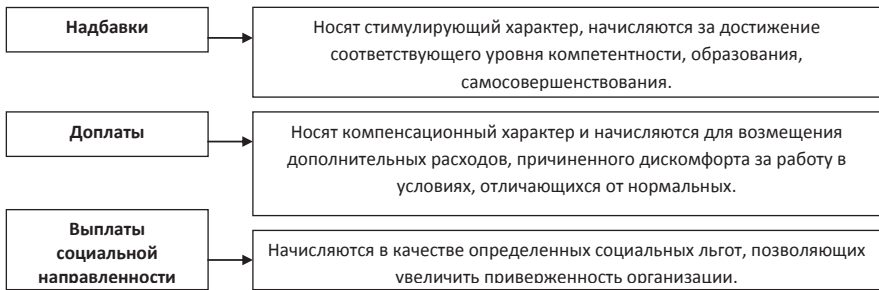 Надбавки
Носят стимулирующий характер, начисляются за достижение
соответствующего уровня компетентности, образования,
самосовершенствования.
Доплаты
Носят компенсационный характер и начисляются для возмещения
дополнительных расходов, причиненного дискомфорта за работу в
условиях, отличающихся от нормальных.
Выплаты
социальной
направленности
Начисляются в качестве определенных социальных льгот, позволяющих
увеличить приверженность организации.